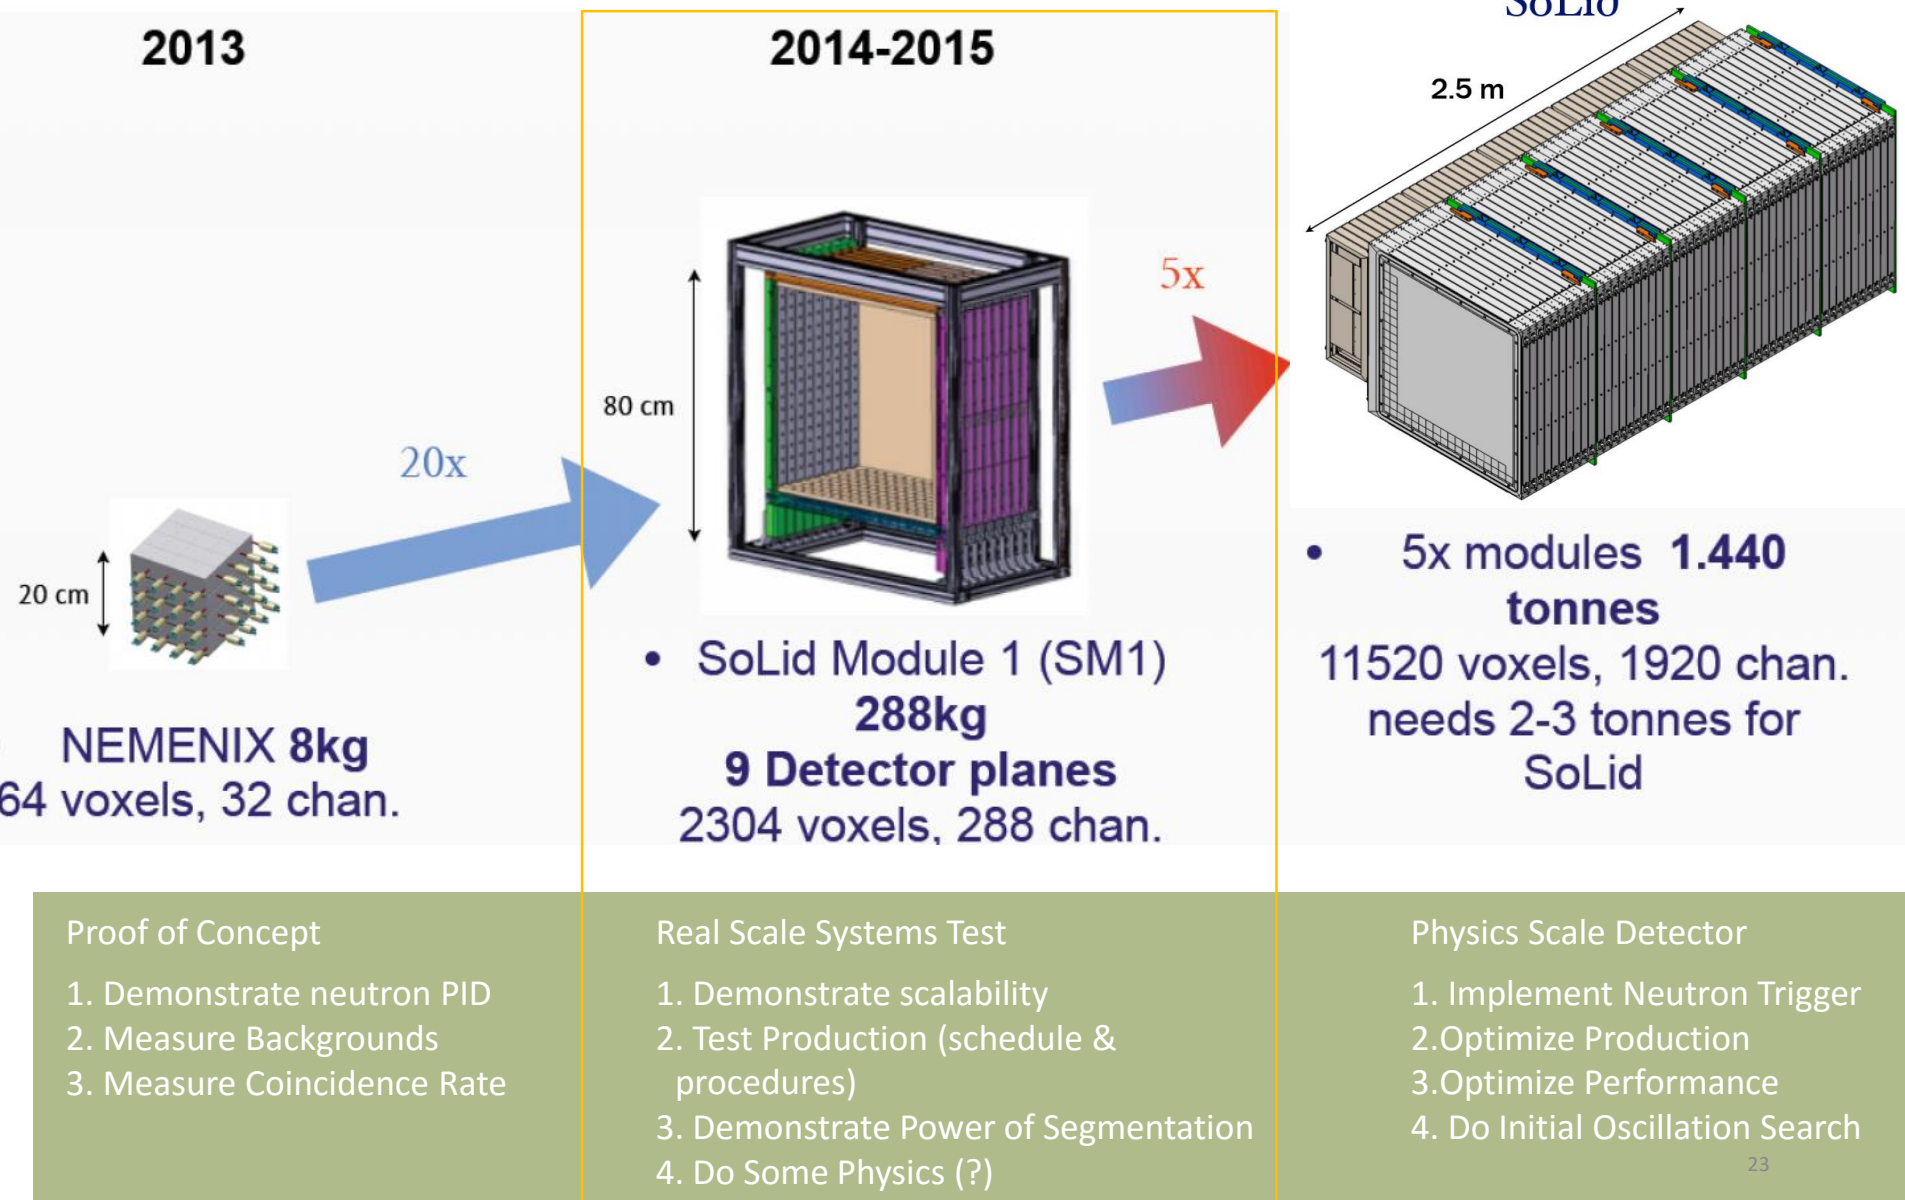 2013
20 cm
NEMENIX 8kg
64 voxels, 32 chan.
20x
2014-2015
80 cm
5x
• SoLid Module 1 (SM1)
288kg
9 Detector planes
2304 voxels, 288 chan.
SoLid
2.5 m
• 5x modules 1.440
tonnes
11520 voxels, 1920 chan.
needs 2-3 tonnes for
SoLid
Proof of Concept
1. Demonstrate neutron PID
2. Measure Backgrounds
3. Measure Coincidence Rate
Real Scale Systems Test
1. Demonstrate scalability
2. Test Production (schedule &
procedures)
3. Demonstrate Power of Segmentation
4. Do Some Physics (?)
Physics Scale Detector
1. Implement Neutron Trigger
2.Optimize Production
3.Optimize Performance
4. Do Initial Oscillation Search
23